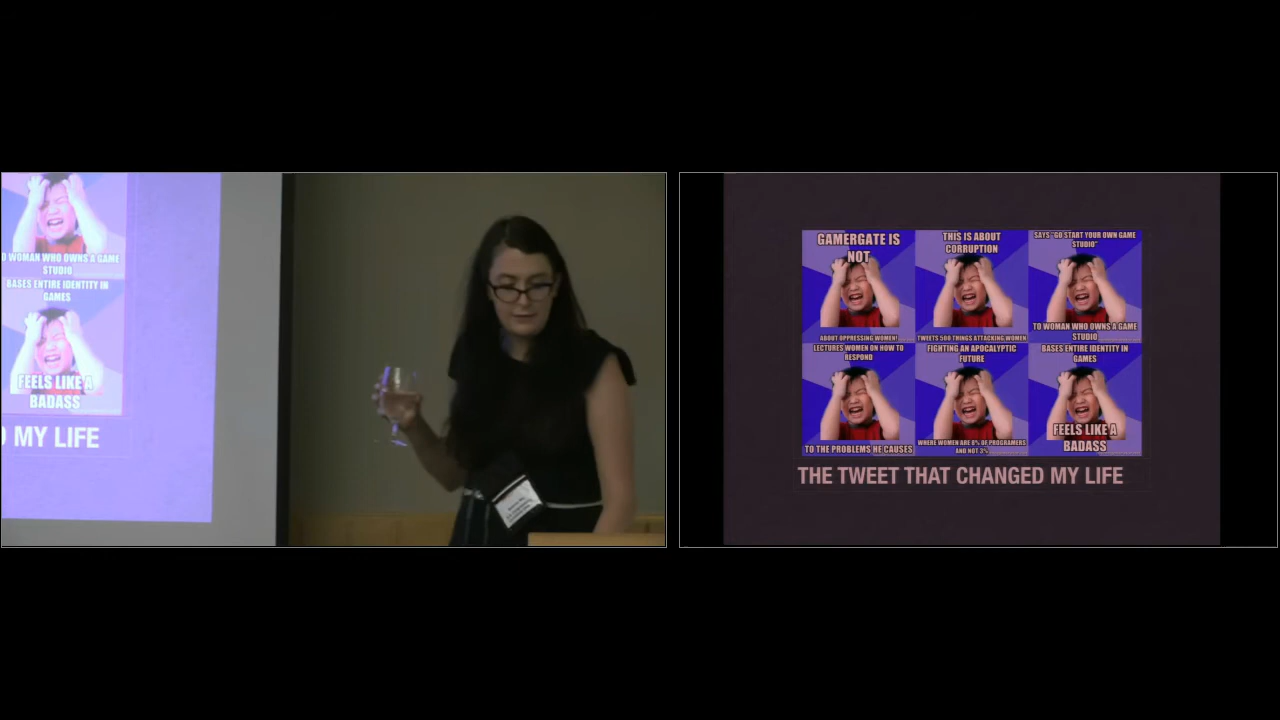 D WOMAN WHO OWNS A GAME
STUDIO
BASES ENTIRE IDENTITY IN
GAMES
FEELS LIKE A
BADASS
MY LIFE
GAMERGATE IS
NOT
ABOUT OPPRESSING WOMEN!
THIS IS ABOUT
CORRUPTION
TWEETS 500 THINGS ATTACKING WOMEN
SAYS "GO START YOUR OWN GAME
STUDIO"
TO WOMAN WHO OWNS A GAME
STUDIO
LECTURES WOMEN ON HOW TO
RESPOND
TO THE PROBLEMS HE CAUSES
FIGHTING AN APOCALYPTIC
FUTURE
WHERE WOMEN ARE 8% OF PROGRAMERS
AND NOT 3%
BASES ENTIRE IDENTITY IN
GAMES
FEELS LIKE A
BADASS
THE TWEET THAT CHANGED MY LIFE